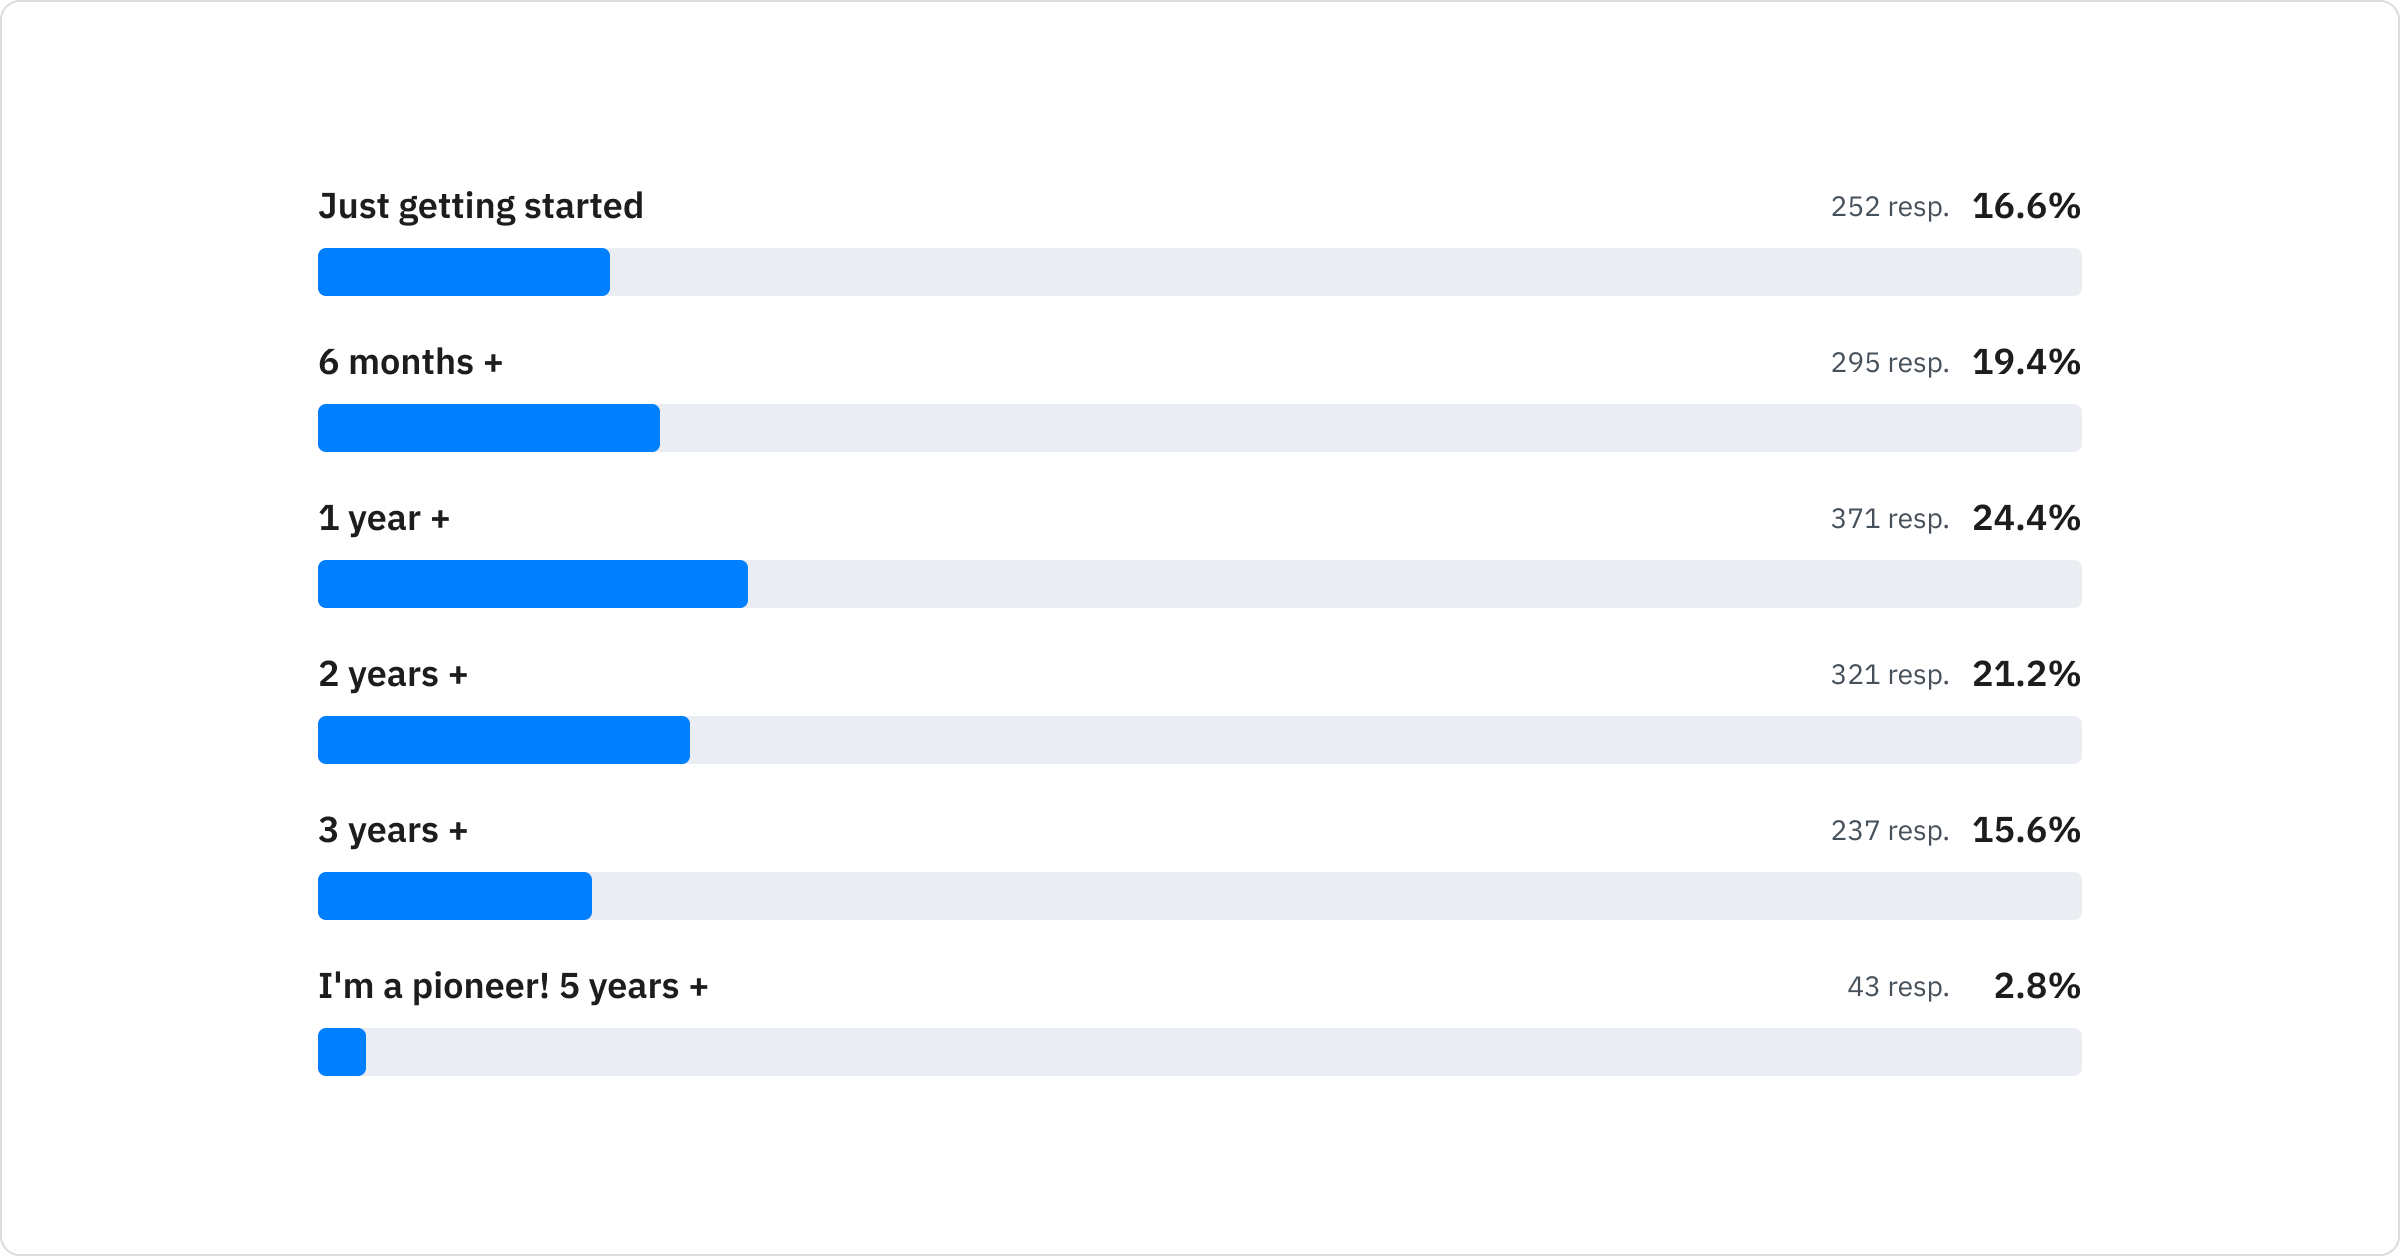 Just getting started 252 resp. 16.6%
6 months + 295 resp. 19.4%
1 year + 371 resp. 24.4%
2 years + 321 resp. 21.2%
3 years + 237 resp. 15.6%
I'm a pioneer! 5 years + 43 resp. 2.8%